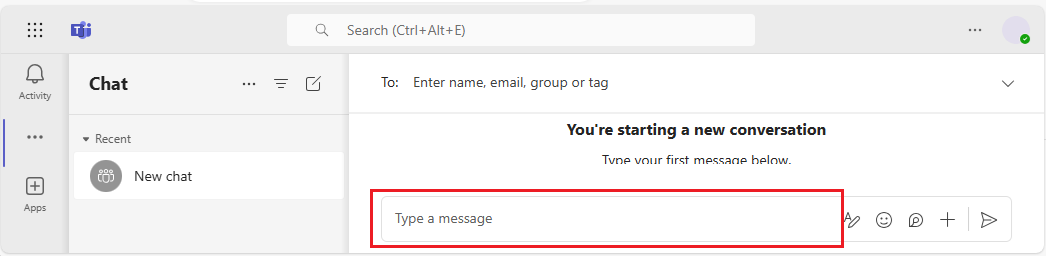 Search (Ctrl+Alt+E)
Activity
Apps
Chat
Recent
New chat
To: Enter name, email, group or tag
You're starting a new conversation
Type your first message below.
Type a message